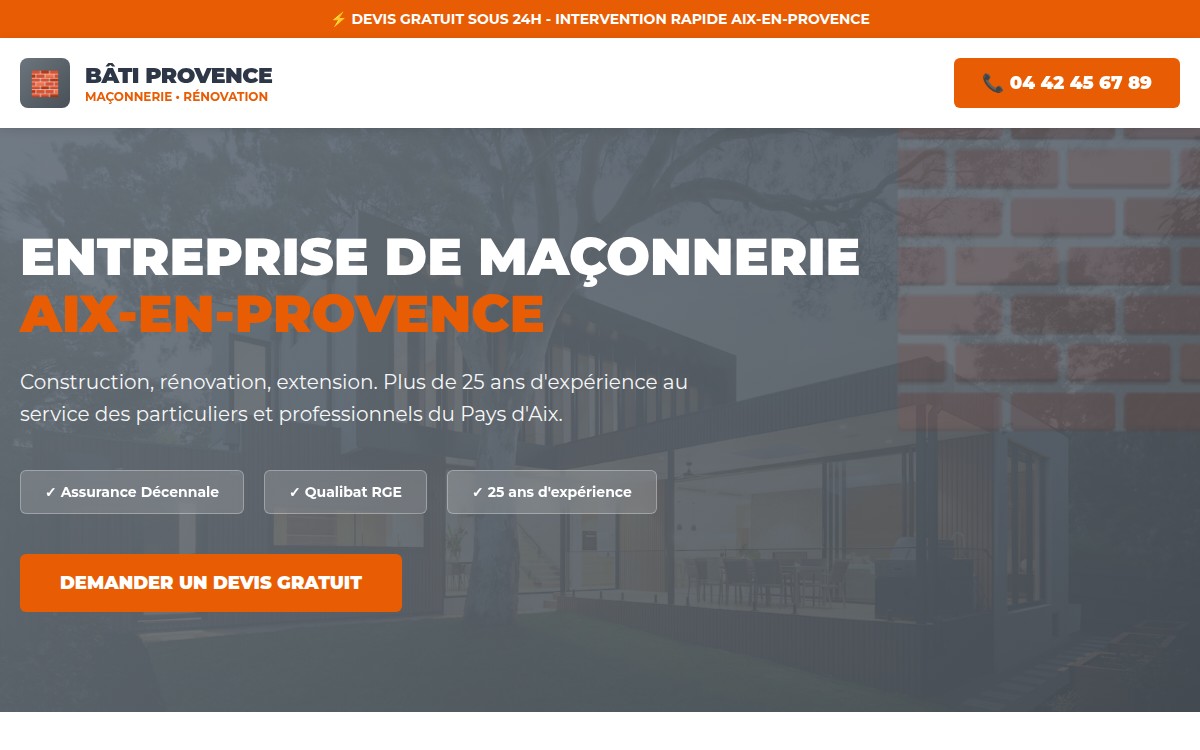 ⚡ DEVIS GRATUIT SOUS 24H - INTERVENTION RAPIDE AIX-EN-PROVENCE
BÂTI PROVENCE
MAÇONNERIE • RÉNOVATION
📞 04 42 45 67 89
ENTREPRISE DE MAÇONNERIE
AIX-EN-PROVENCE
Construction, rénovation, extension. Plus de 25 ans d'expérience au
service des particuliers et professionnels du Pays d'Aix.
✓ Assurance Décennale
✓ Qualibat RGE
✓ 25 ans d'expérience
DEMANDER UN DEVIS GRATUIT